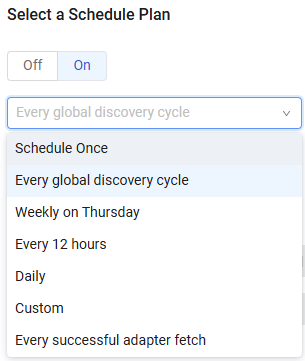 Select a Schedule Plan
Off On
Every global discovery cycle
Schedule Once
Every global discovery cycle
Weekly on Thursday
Every 12 hours
Daily
Custom
Every successful adapter fetch